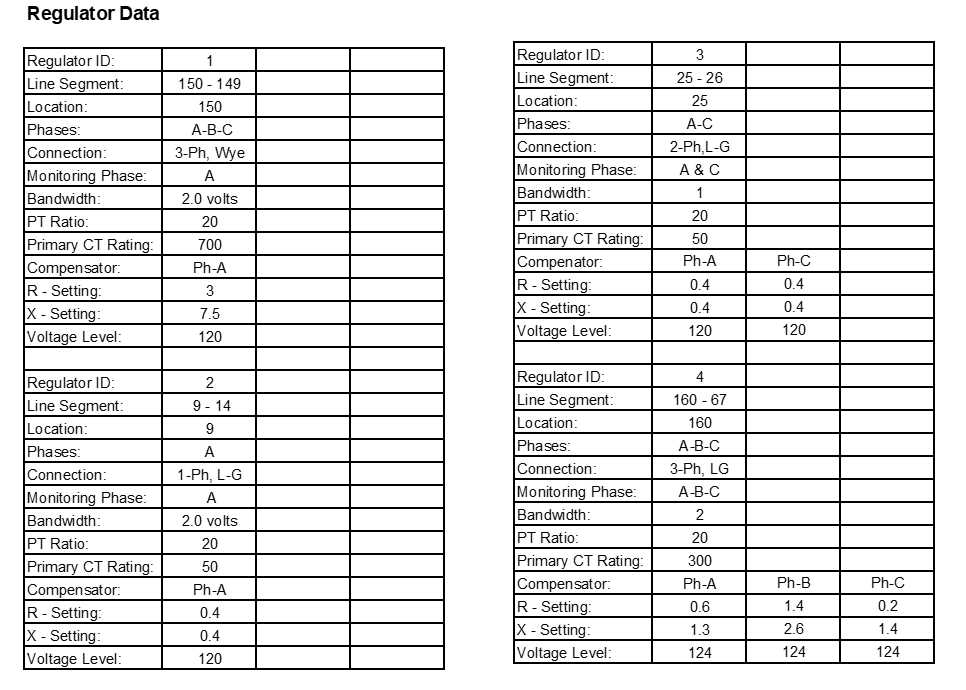 Regulator Data
Regulator ID: 1
Line Segment: 150 - 149
Location: 150
Phases: A-B-C
Connection: 3-Ph, Wye
Monitoring Phase: A
Bandwidth: 2.0 volts
PT Ratio: 20
Primary CT Rating: 700
Compensator: Ph-A
R - Setting: 3
X - Setting: 7.5
Voltage Level: 120
Regulator ID: 2
Line Segment: 9 - 14
Location: 9
Phases: A
Connection: 1-Ph, L-G
Monitoring Phase: A
Bandwidth: 2.0 volts
PT Ratio: 20
Primary CT Rating: 50
Compensator: Ph-A
R - Setting: 0.4
X - Setting: 0.4
Voltage Level: 120
Regulator ID: 3
Line Segment: 25 - 26
Location: 25
Phases: A-C
Connection: 2-Ph,L-G
Monitoring Phase: A & C
Bandwidth: 1
PT Ratio: 20
Primary CT Rating: 50
Compenator: Ph-A Ph-C
R - Setting: 0.4 0.4
X - Setting: 0.4 0.4
Voltage Level: 120 120
Regulator ID: 4
Line Segment: 160 - 67
Location: 160
Phases: A-B-C
Connection: 3-Ph, LG
Monitoring Phase: A-B-C
Bandwidth: 2
PT Ratio: 20
Primary CT Rating: 300
Compensator: Ph-A Ph-B Ph-C
R - Setting: 0.6 1.4 0.2
X - Setting: 1.3 2.6 1.4
Voltage Level: 124 124 124